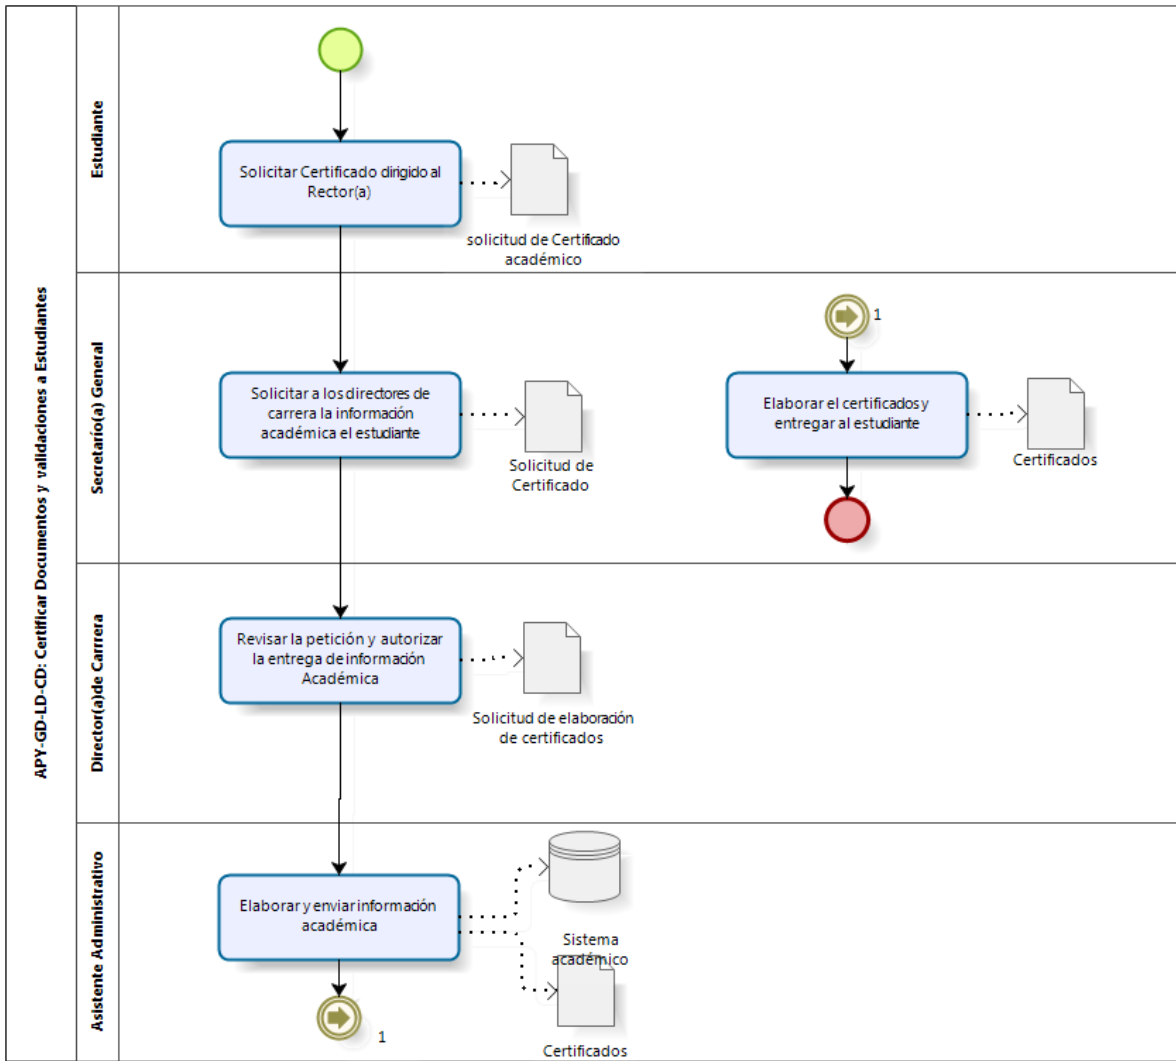 APY-GD-LD-CD: Certificar Documentos y validaciones a Estudiantes
Estudiante
Solicitar Certificado dirigido al
Rector(a)
solicitud de Certificado
académico
Secretario(a) General
Solicitar a los directores de
carrera la información
académica el estudiante
Solicitud de
Certificado
1
Elaborar el certificados y
entregar al estudiante
Certificados
Director(a)de Carrrera
Revisar la petición y autorizar
la entrega de información
Académica
Solicitud de elaboración
de certificados
Asistente Administrativo
Elaborar y enviar información
académica
Sistema
académico
Certificados
1